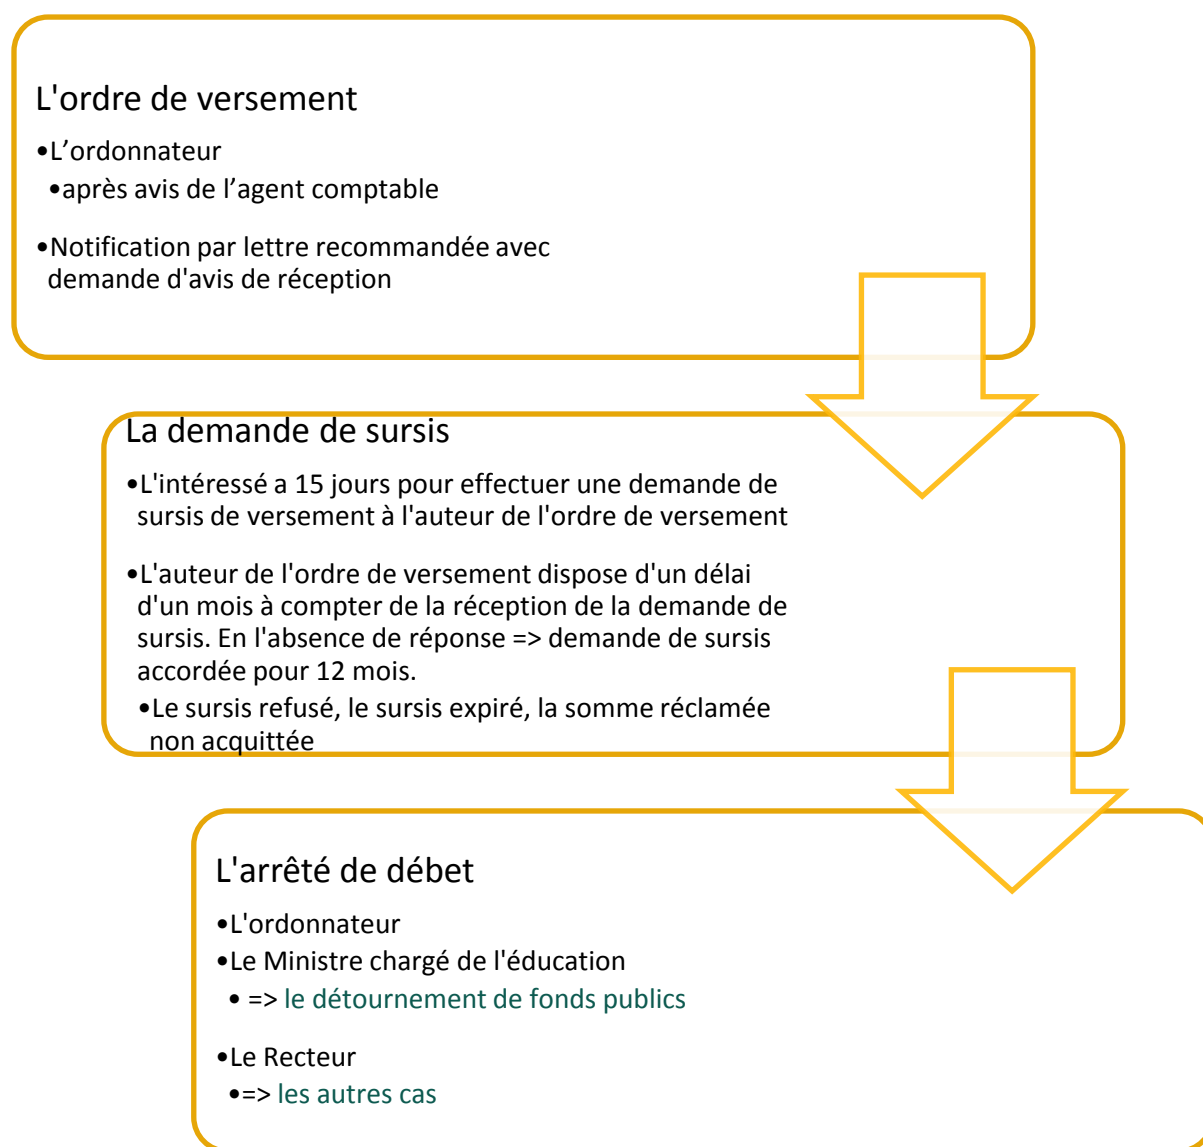 L'ordre de versement
•L’ordonnateur
•après avis de l’agent comptable
•Notification par lettre recommandée avec
demande d'avis de réception
La demande de sursis
•L'intéressé a 15 jours pour effectuer une demande de
sursis de versement à l'auteur de l'ordre de versement
•L'auteur de l'ordre de versement dispose d'un délai
d'un mois à compter de la réception de la demande de
sursis. En l'absence de réponse => demande de sursis
accordée pour 12 mois.
•Le sursis refusé, le sursis expiré, la somme réclamée
non acquittée
L'arrêté de débet
•L'ordonnateur
•Le Ministre chargé de l'éducation
• => le détournement de fonds publics
•Le Recteur
•=> les autres cas